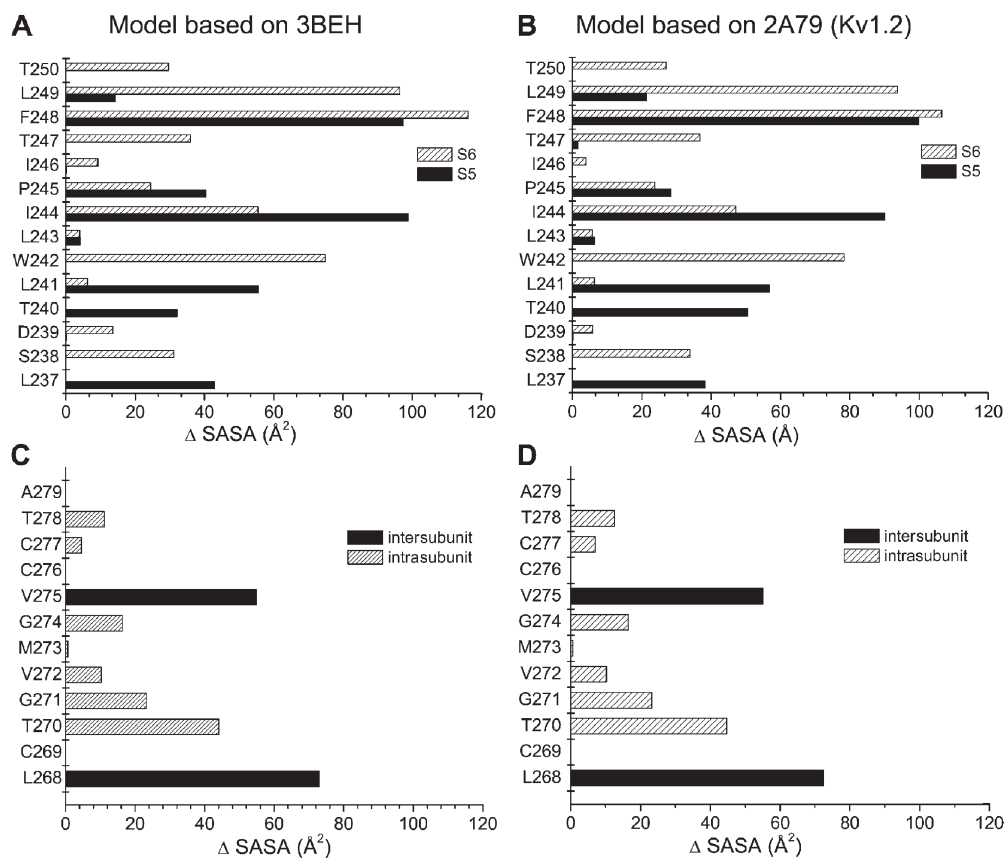 A Model based on 3BEH
T250
L249
F248
T247
I246
P245
I244
L243
W242
L241
T240
D239
S238
L237
S6
S5
0 20 40 60 80 100 120
Δ SASA (Å²)
B Model based on 2A79 (Kv1.2)
T250
L249
F248
T247
I246
P245
I244
L243
W242
L241
T240
D239
S238
L237
S6
S5
0 20 40 60 80 100 120
Δ SASA (Å)
C
A279
T278
C277
C276
V275
G274
M273
V272
G271
T270
C269
L268
intersubunit
intrasubunit
0 20 40 60 80 100 120
Δ SASA (Å²)
D
A279
T278
C277
C276
V275
G274
M273
V272
G271
T270
C269
L268
intersubunit
intrasubunit
0 20 40 60 80 100 120
Δ SASA (Å²)